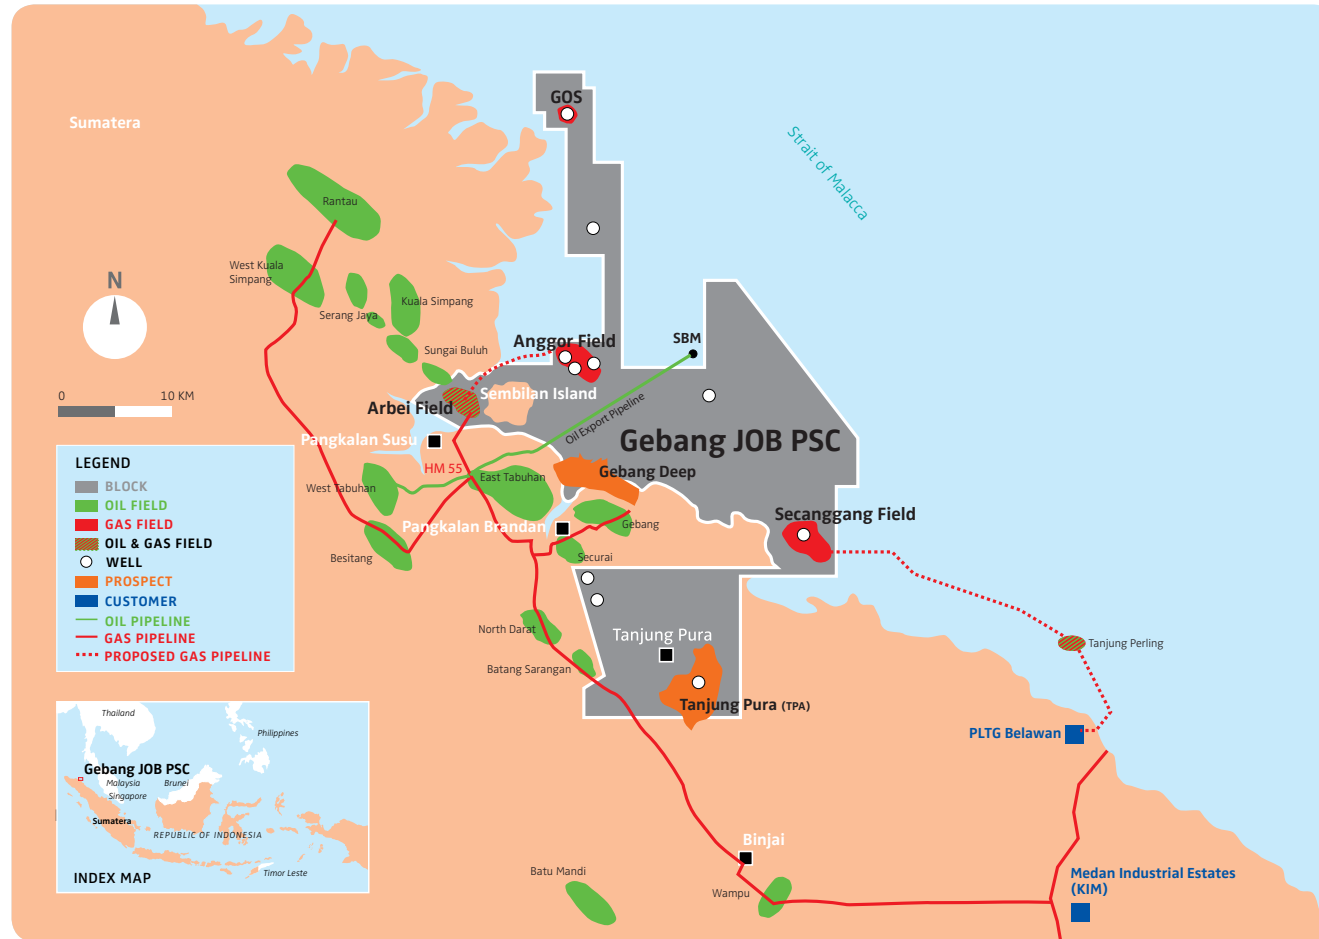 GOS
Sumatera
Strait of Malacca
Rantau
West Kuala
Simpang
N
Kuala Simpang
Serang Jaya
Anggor Field
SBM
Sungai Buluh
0
10 KM
Sembilan Island
Arbei Field
Oil Export Pipeline
Pangkalan Susu
Gebang JOB PSC
HM 55
Gebang Deep
East Tabuhan
West Tabuhan
Secanggang Field
Pangkalan Brandan
Gebang
Besitang
Securai
LEGEND
BLOCK
OIL FIELD
GAS FIELD
OIL & GAS FIELD
WELL
PROSPECT
CUSTOMER
OIL PIPELINE
GAS PIPELINE
PROPOSED GAS PIPELINE
North Darat
Tanjung Pura
Tanjung Perling
Batang Sarangan
Tanjung Pura (TPA)
PLTG Belawan
Thailand
Philippines
Gebang JOB PSC
Malaysia
Brunei
Singapore
Sumatera
REPUBLIC OF INDONESIA
Timor Leste
INDEX MAP
Binjai
Batu Mandi
Wampu
Medan Industrial Estates
(KIM)